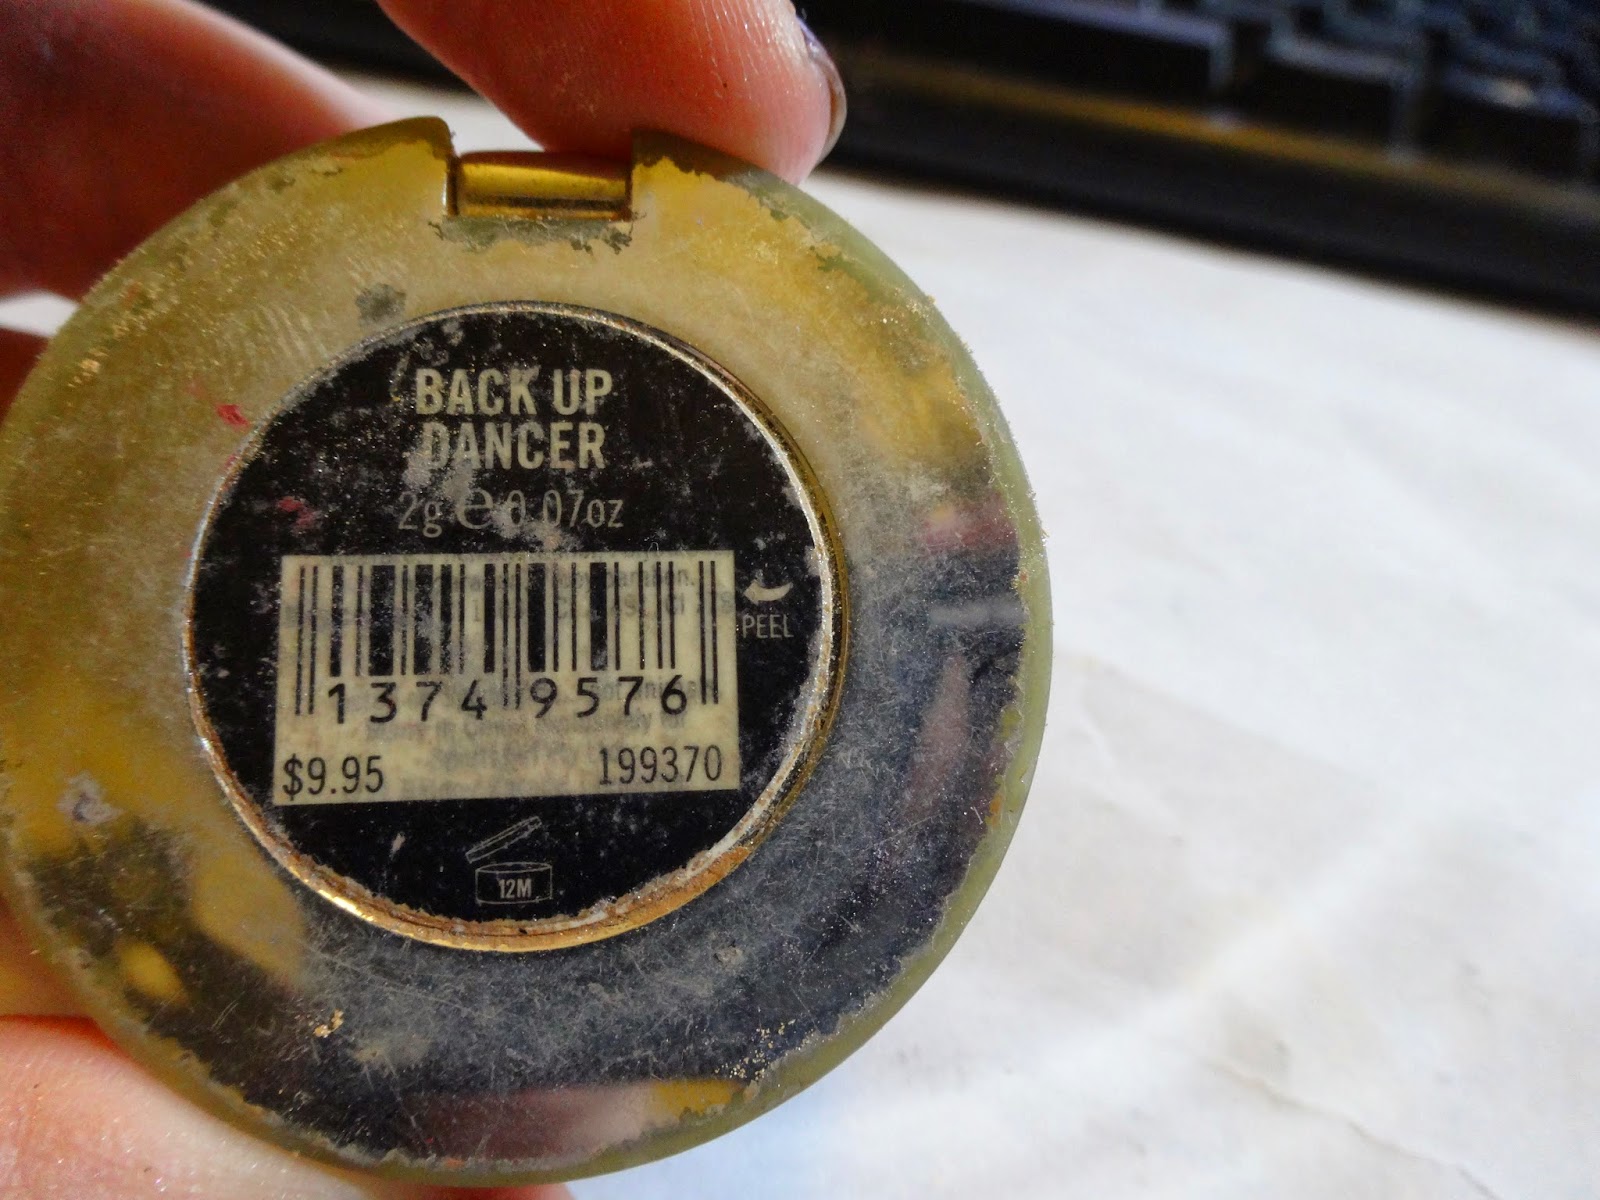 BACK UP
DANCER
2g e 0.07oz
PEEL
1374 9576
$9.95 199370
12M